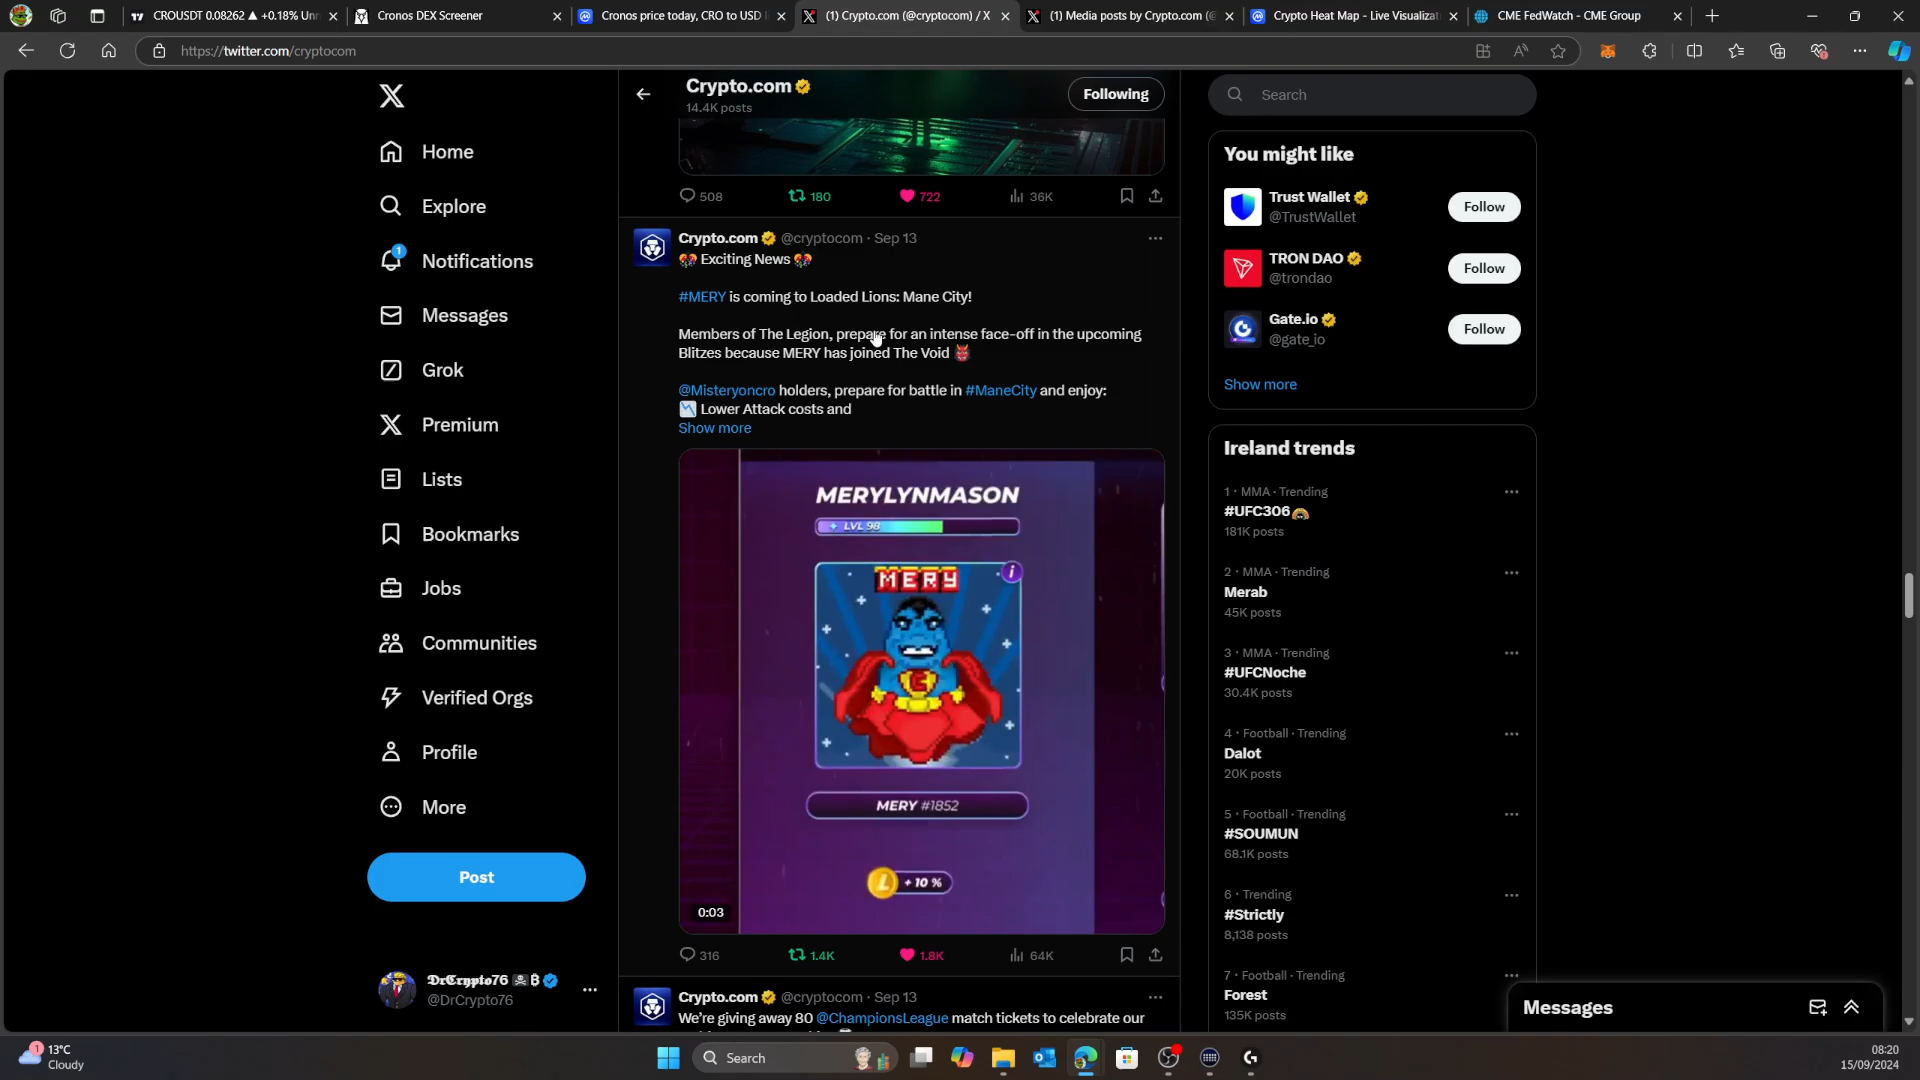 CROUSDT 0.08262 ▲ +0.18% Unn
Cronos DEX Screener
Cronos price today, CRO to USD
(1) Crypto.com (@cryptocom) / X
(1) Media posts by Crypto.com (@
Crypto Heat Map - Live Visualizat
CME FedWatch - CME Group
https://twitter.com/cryptocom
Home
Explore
1
Notifications
Messages
Grok
Premium
Lists
Bookmarks
Jobs
Communities
Verified Orgs
Profile
More
Post
DrCrypto76
@DrCrypto76
Crypto.com
14.4K posts
Following
508
180
722
36K
Crypto.com @cryptocom · Sep 13
Exciting News
#MERY is coming to Loaded Lions: Mane City!
Members of The Legion, prepare for an intense face-off in the upcoming
Blitzes because MERY has joined The Void
@Misteryoncro holders, prepare for battle in #ManeCity and enjoy:
Lower Attack costs and
Show more
MERYLYNMASON
LVL 98
MERY
i
MERY #1852
+ 10 %
0:03
316
1.4K
1.8K
64K
Crypto.com @cryptocom · Sep 13
We're giving away 80 @ChampionsLeague match tickets to celebrate our
Search
You might like
Trust Wallet
@TrustWallet
Follow
TRON DAO
@trondao
Follow
Gate.io
@gate_io
Follow
Show more
Ireland trends
1 · MMA · Trending
#UFC306
181K posts
2 · MMA · Trending
Merab
45K posts
3 · MMA · Trending
#UFCNoche
30.4K posts
4 · Football · Trending
Dalot
20K posts
5 · Football · Trending
#SOUMUN
68.1K posts
6 · Trending
#Strictly
8,138 posts
7 · Football · Trending
Forest
135K posts
Messages
1
13°C
Cloudy
Search
08:20
15/09/2024